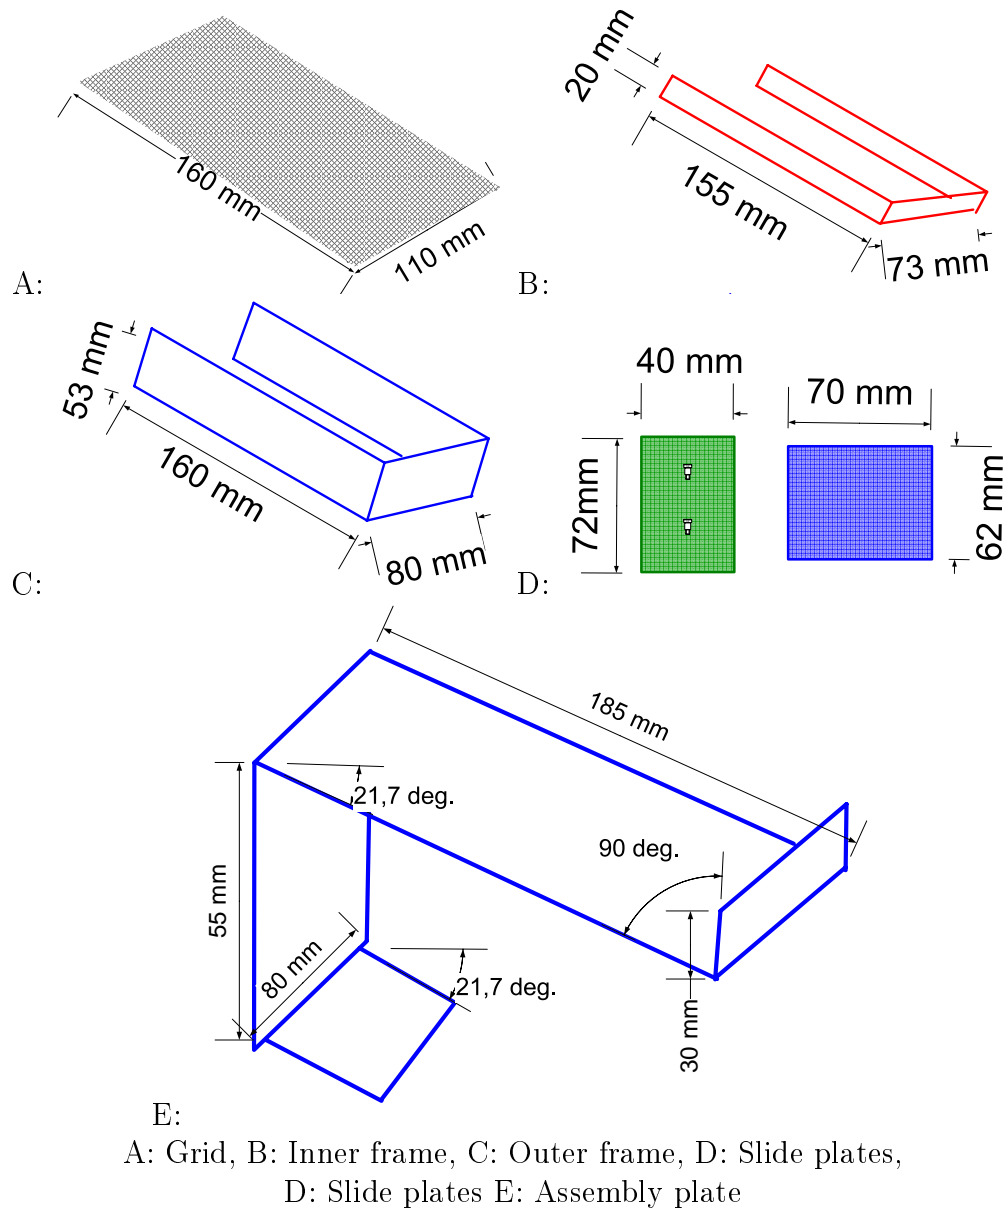 160 mm
110 mm
A:
20 mm
155 mm
73 mm
B:
53 mm
160 mm
80 mm
C:
40 mm
70 mm
72mm
62 mm
D:
185 mm
21,7 deg.
90 deg.
55 mm
80 mm
21,7 deg.
30 mm
E:
A: Grid, B: Inner frame, C: Outer frame, D: Slide plates,
D: Slide plates E: Assembly plate